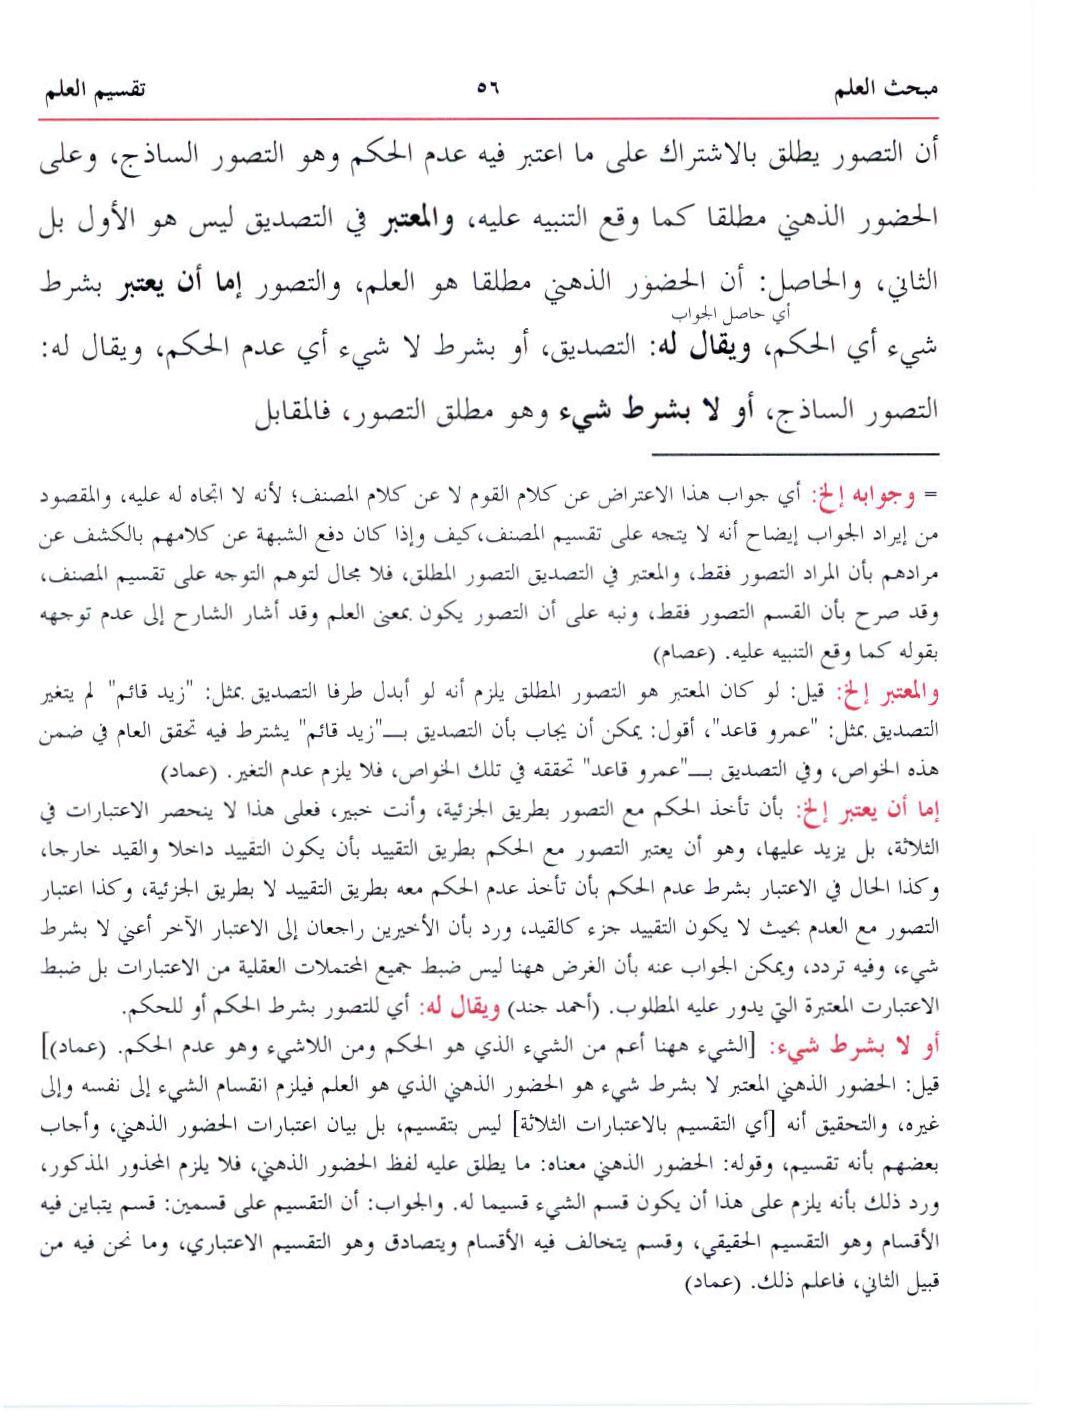 مبحث العلم ٥٦ تقسيم العلم
أن التصور يطلق بالاشتراك على ما اعتبر فيه عدم الحكم وهو التصور الساذج، وعلى
الحضور الذهني مطلقا كما وقع التنبيه عليه، والمعتبر في التصديق ليس هو الأول بل
الثاني، والحاصل: أن الحضور الذهني مطلقا هو العلم، والتصور إما أن يعتبر بشرط
أي حاصل الجواب
شيء أي الحكم، ويقال له: التصديق، أو بشرط لا شيء أي عدم الحكم، ويقال له:
التصور الساذج، أو لا بشرط شيء وهو مطلق التصور، فالمقابل
= وجوابه إلخ: أي جواب هذا الاعتراض عن كلام القوم لا عن كلام المصنف؛ لأنه لا اتجاه له عليه، والمقصود
من إيراد الجواب إيضاح أنه لا يتجه على تقسيم المصنف، كيف وإذا كان دفع الشبهة عن كلامهم بالكشف عن
مرادهم بأن المراد التصور فقط، والمعتبر في التصديق التصور المطلق، فلا مجال لتوهم التوجه على تقسيم المصنف،
وقد صرح بأن القسم التصور فقط، ونبه على أن التصور يكون بمعنى العلم وقد أشار الشارح إلى عدم توجهه
بقوله كما وقع التنبيه عليه. (عصام)
والمعتبر إلخ: قيل: لو كان المعتبر هو التصور المطلق يلزم أنه لو أبدل طرفا التصديق بمثل: "زيد قائم" لم يتغير
التصديق بمثل: "عمرو قاعد"، أقول: يمكن أن يجاب بأن التصديق بـ"زيد قائم" يشترط فيه تحقق العام في ضمن
هذه الخواص، وفي التصديق بـ"عمرو قاعد" تحققه في تلك الخواص، فلا يلزم عدم التغير. (عماد)
إما أن يعتبر إلخ: بأن تأخذ الحكم مع التصور بطريق الجزئية، وأنت خبير، فعلى هذا لا ينحصر الاعتبارات في
الثلاثة، بل يزيد عليها، وهو أن يعتبر التصور مع الحكم بطريق التقييد بأن يكون التقييد داخلا والقيد خارجا،
وكذا الحال في الاعتبار بشرط عدم الحكم بأن تأخذ عدم الحكم معه بطريق التقييد لا بطريق الجزئية، وكذا اعتبار
التصور مع العدم بحيث لا يكون التقييد جزء كالقيد، ورد بأن الأخيرين راجعان إلى الاعتبار الآخر أعني لا بشرط
شيء، وفيه تردد، ويمكن الجواب عنه بأن الغرض ههنا ليس ضبط جميع المحتملات العقلية من الاعتبارات بل ضبط
الاعتبارت المعتبرة التي يدور عليه المطلوب. (أحمد جند) ويقال له: أي للتصور بشرط الحكم أو للحكم.
أو لا بشرط شيء: [الشيء ههنا أعم من الشيء الذي هو الحكم ومن اللاشيء وهو عدم الحكم. (عماد)]
قيل: الحضور الذهني المعتبر لا بشرط شيء هو الحضور الذهني الذي هو العلم فيلزم انقسام الشيء إلى نفسه وإلى
غيره، والتحقيق أنه [أي التقسيم بالاعتبارات الثلاثة] ليس بتقسيم، بل بيان اعتبارات الحضور الذهني، وأجاب
بعضهم بأنه تقسيم، وقوله: الحضور الذهني معناه: ما يطلق عليه لفظ الحضور الذهني، فلا يلزم المحذور المذكور،
ورد ذلك بأنه يلزم على هذا أن يكون قسم الشيء قسيما له. والجواب: أن التقسيم على قسمين: قسم يتباين فيه
الأقسام وهو التقسيم الحقيقي، وقسم يتخالف فيه الأقسام ويتصادق وهو التقسيم الاعتباري، وما نحن فيه من
قبيل الثاني، فاعلم ذلك. (عماد)